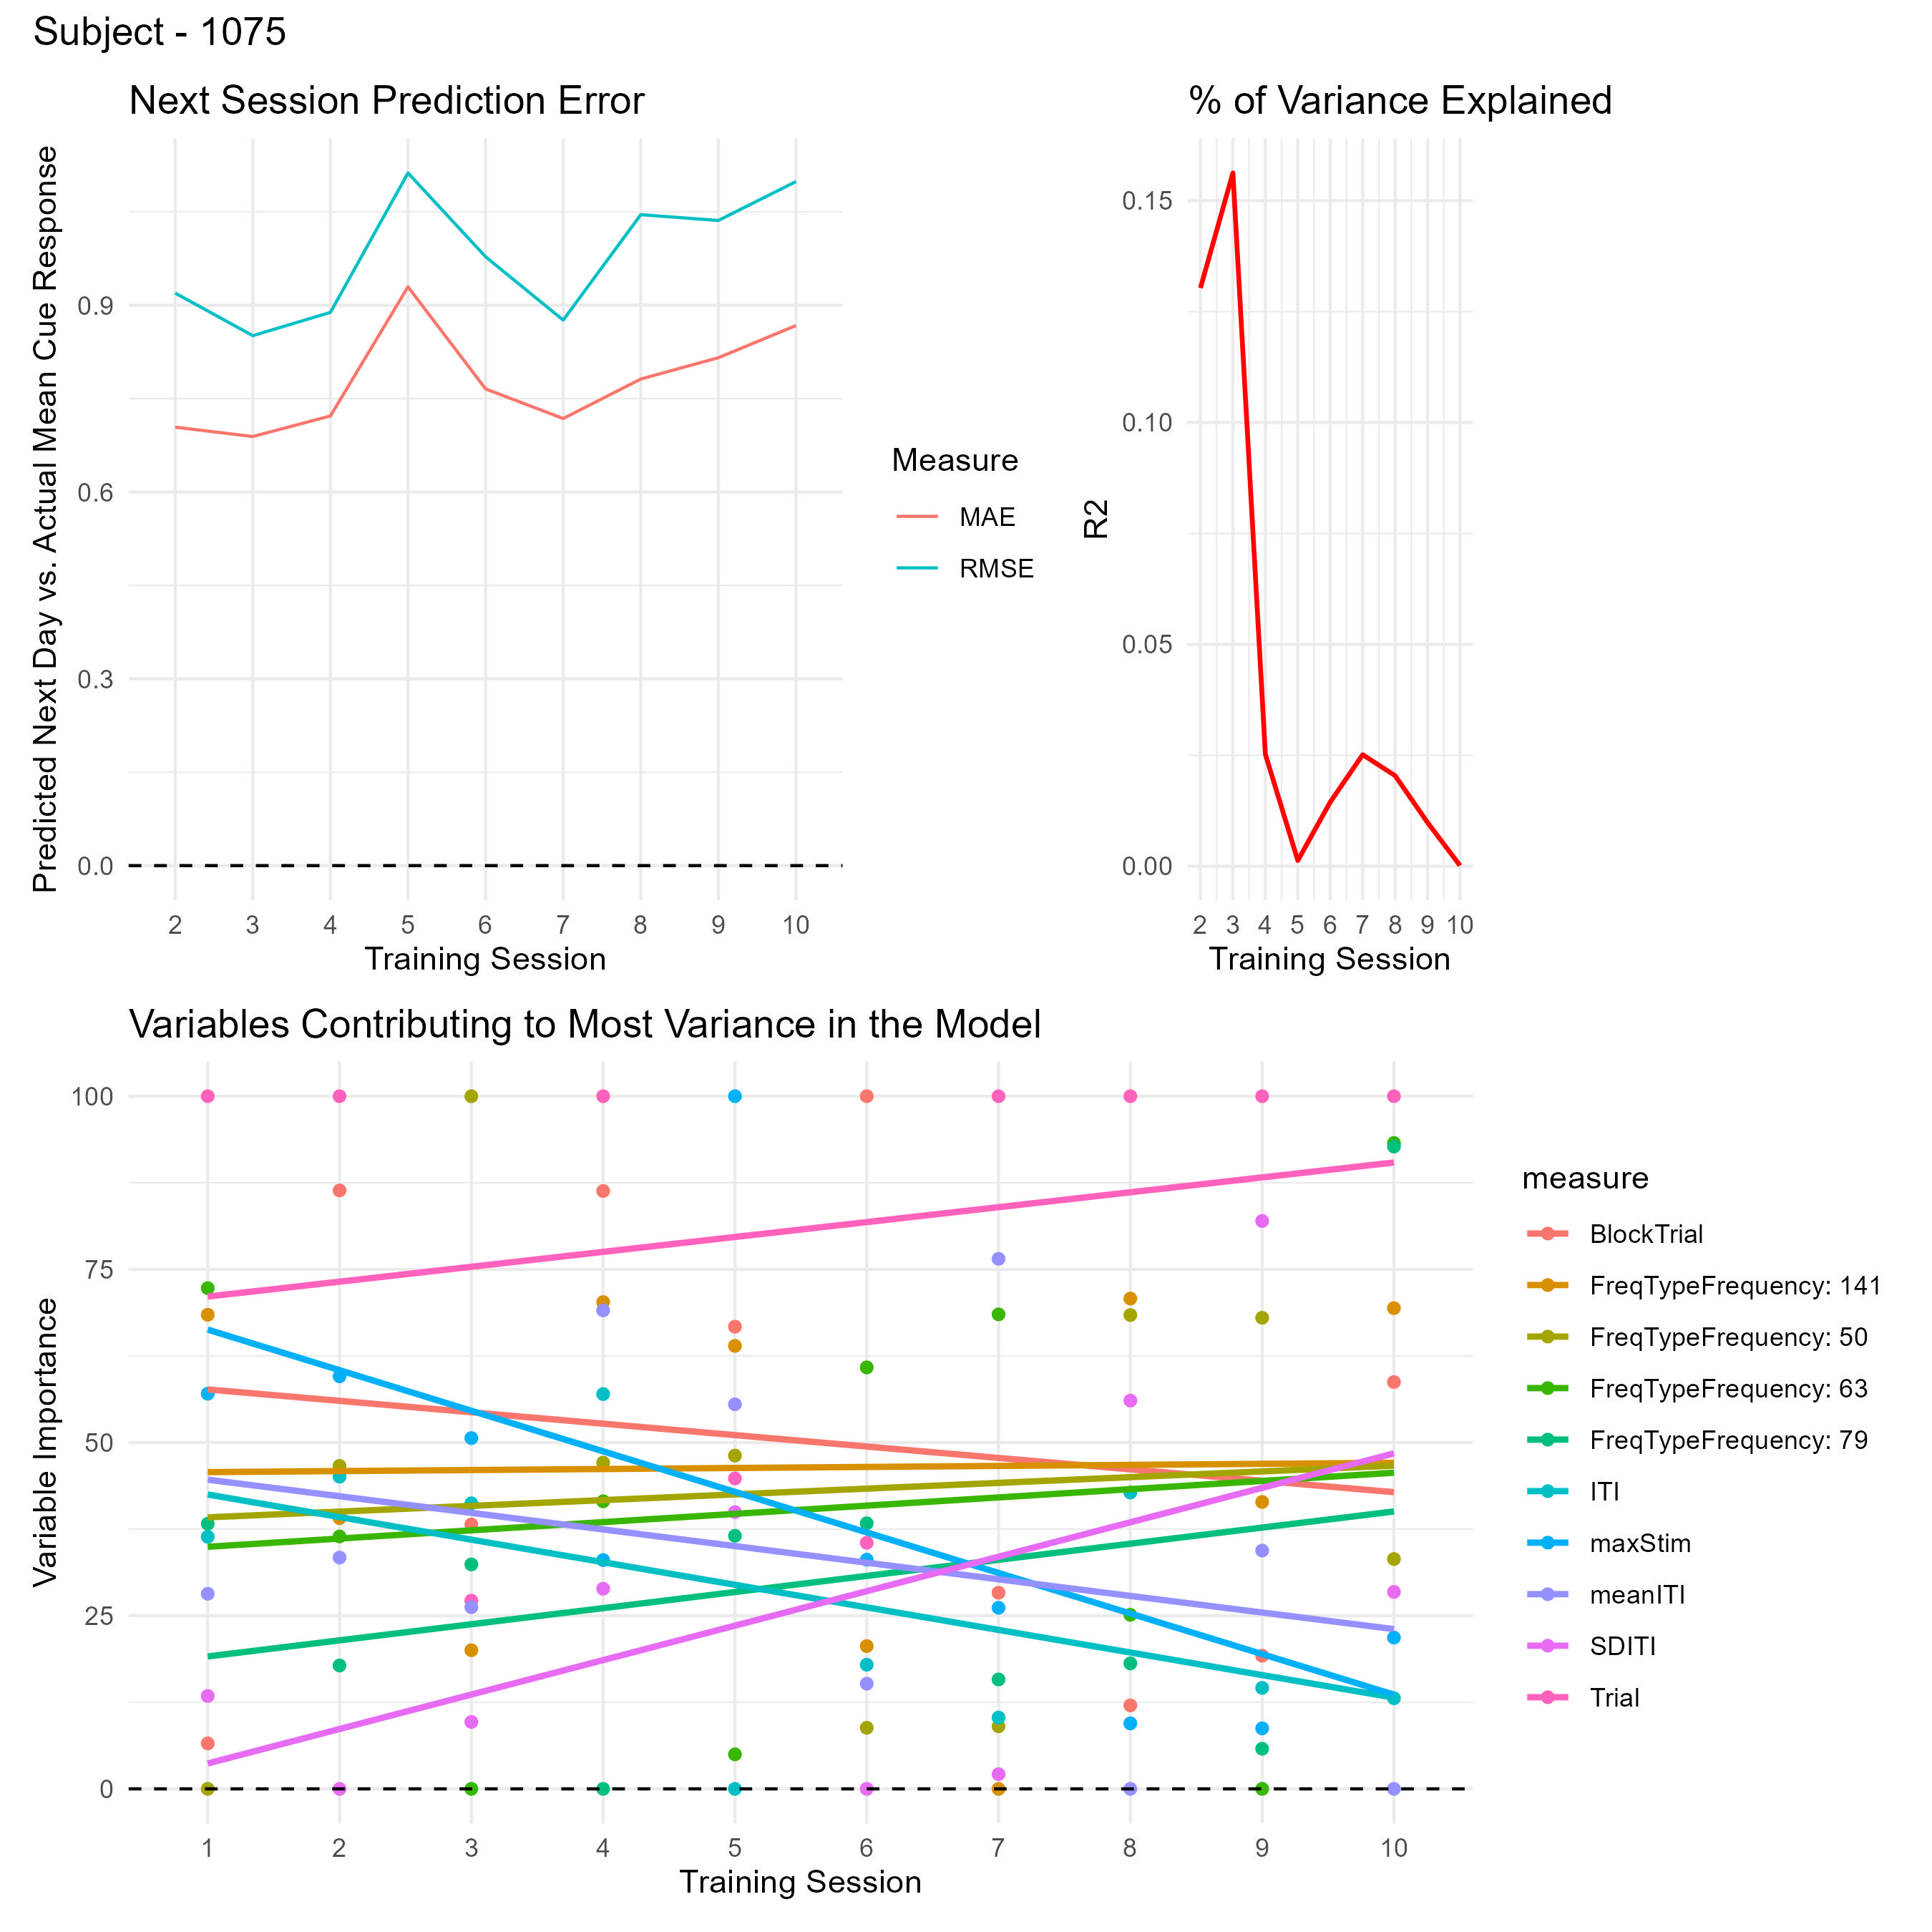 Subject - 1075
Next Session Prediction Error
Predicted Next Day vs. Actual Mean Cue Response
0.9
0.6
0.3
0.0
2 3 4 5 6 7 8 9 10
Training Session
Measure
MAE
RMSE
% of Variance Explained
R2
0.15
0.10
0.05
0.00
2 3 4 5 6 7 8 9 10
Training Session
Variables Contributing to Most Variance in the Model
Variable Importance
100
75
50
25
0
1 2 3 4 5 6 7 8 9 10
Training Session
measure
BlockTrial
FreqTypeFrequency: 141
FreqTypeFrequency: 50
FreqTypeFrequency: 63
FreqTypeFrequency: 79
ITI
maxStim
meanITI
SDITI
Trial